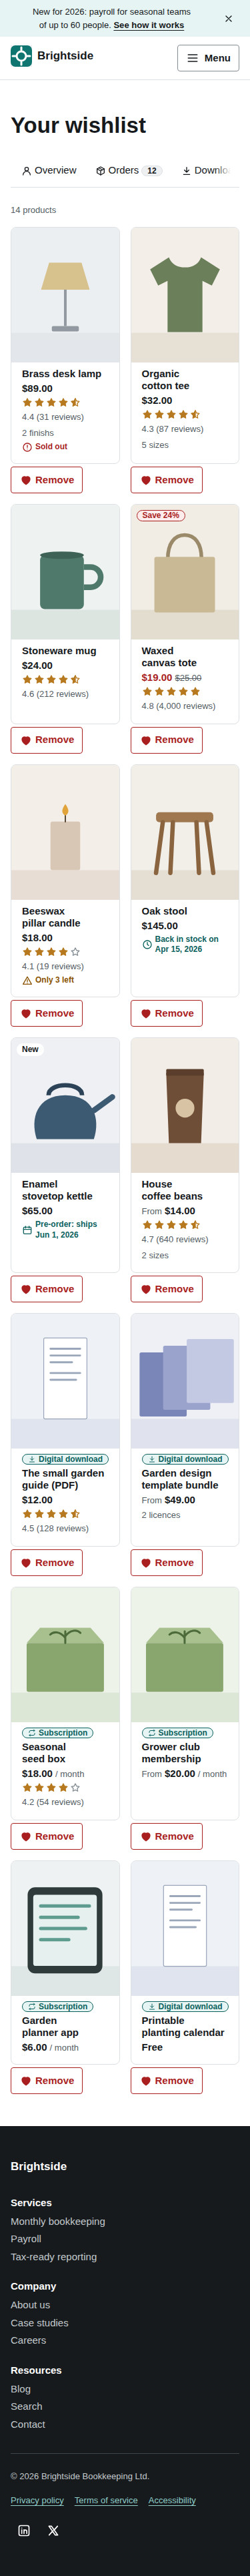 New for 2026: payroll for seasonal teams
of up to 60 people. See how it works
Brightside
Menu
Your wishlist
Overview
Orders 12
Downlo
14 products
Brass desk lamp
$89.00
4.4 (31 reviews)
2 finishs
Sold out
Remove
Organic
cotton tee
$32.00
4.3 (87 reviews)
5 sizes
Remove
Stoneware mug
$24.00
4.6 (212 reviews)
Remove
Save 24%
Waxed
canvas tote
$19.00 $25.00
4.8 (4,000 reviews)
Remove
Beeswax
pillar candle
$18.00
4.1 (19 reviews)
Only 3 left
Remove
Oak stool
$145.00
Back in stock on
Apr 15, 2026
Remove
New
Enamel
stovetop kettle
$65.00
Pre-order: ships
Jun 1, 2026
Remove
House
coffee beans
From $14.00
4.7 (640 reviews)
2 sizes
Remove
Digital download
The small garden
guide (PDF)
$12.00
4.5 (128 reviews)
Remove
Digital download
Garden design
template bundle
From $49.00
2 licences
Remove
Subscription
Seasonal
seed box
$18.00 / month
4.2 (54 reviews)
Remove
Subscription
Grower club
membership
From $20.00 / month
Remove
Subscription
Garden
planner app
$6.00 / month
Remove
Digital download
Printable
planting calendar
Free
Remove
Brightside
Services
Monthly bookkeeping
Payroll
Tax-ready reporting
Company
About us
Case studies
Careers
Resources
Blog
Search
Contact
© 2026 Brightside Bookkeeping Ltd.
Privacy policy Terms of service Accessibility